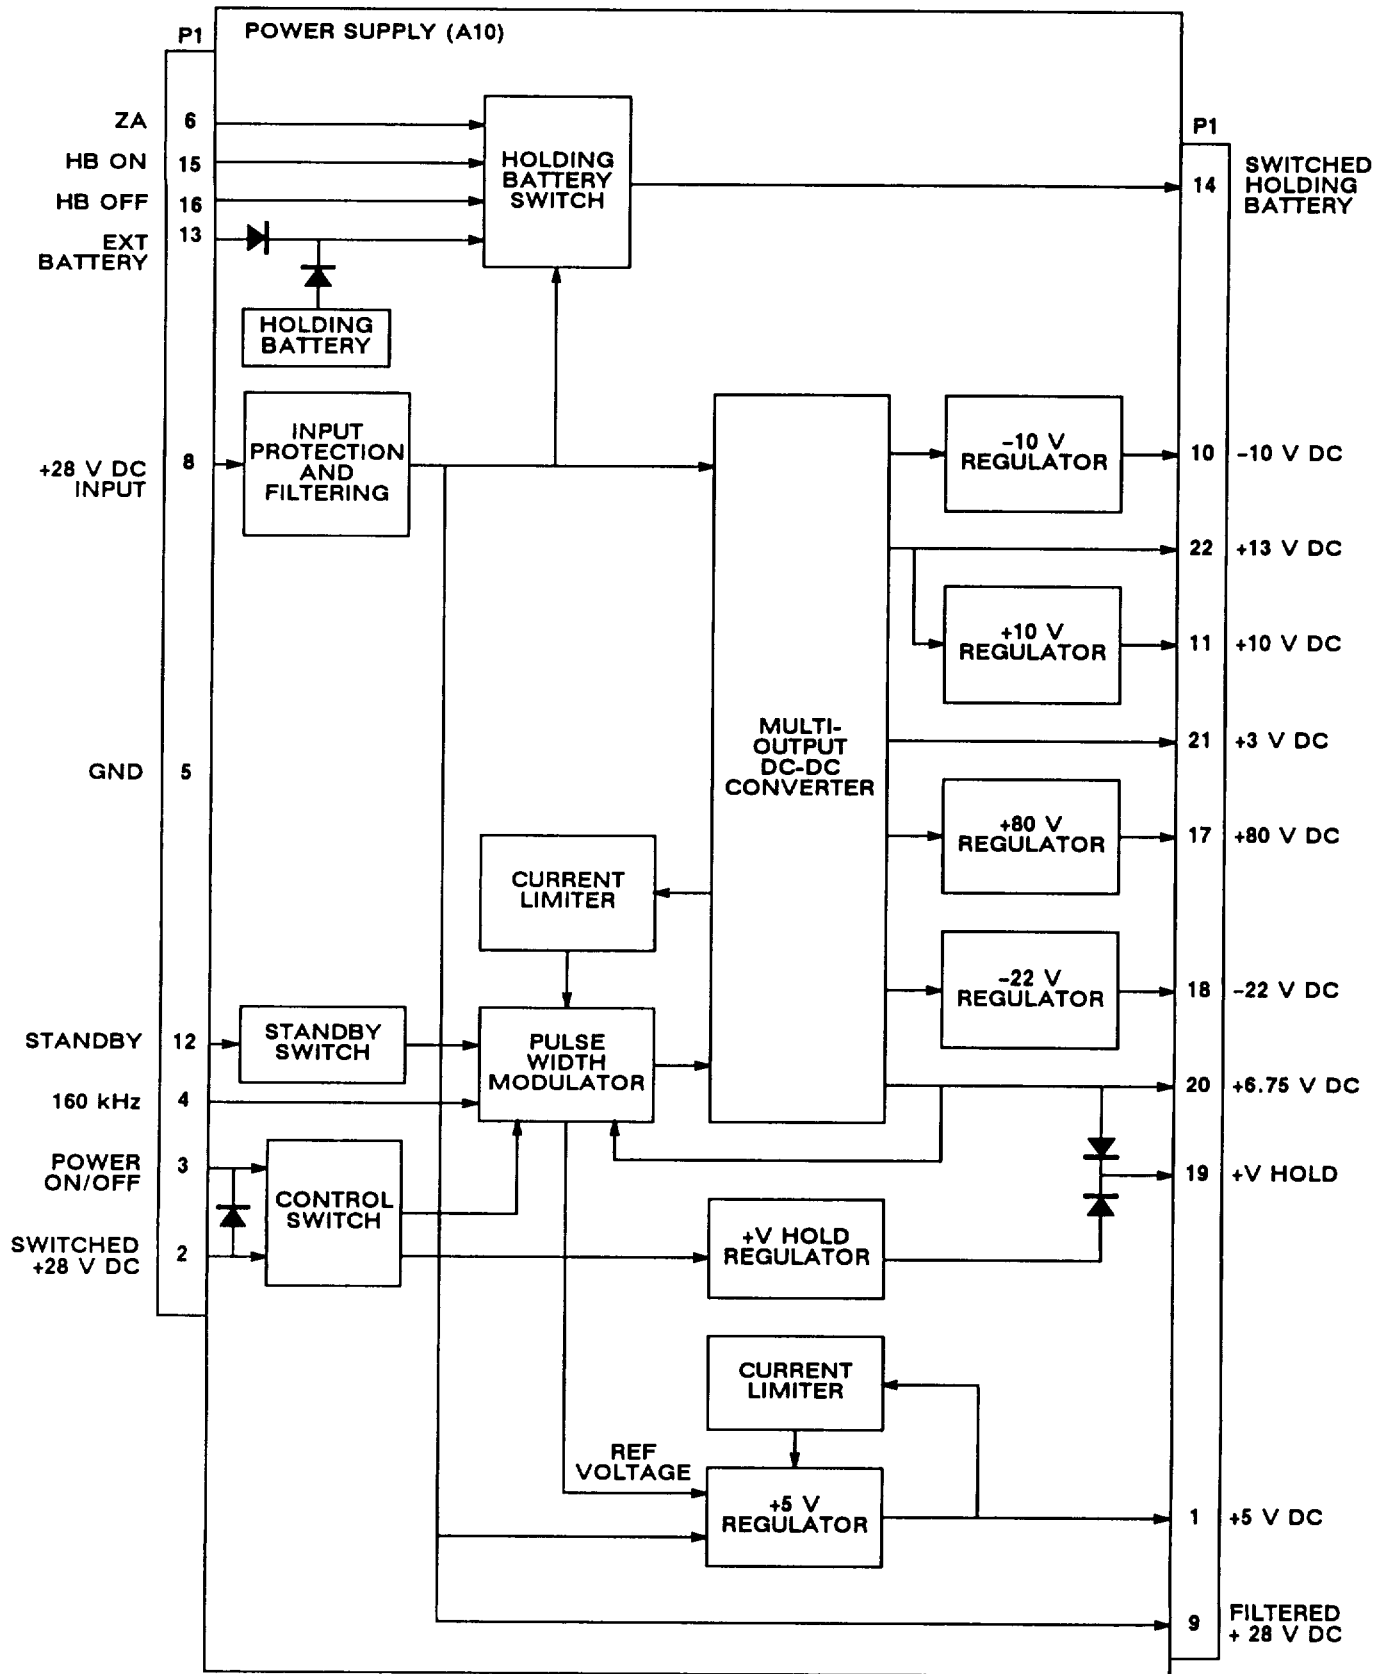 POWER SUPPLY (A10)
P1
ZA
6
HB ON
15
HB OFF
16
EXT
BATTERY
13
HOLDING
BATTERY
SWITCH
HOLDING
BATTERY
P1
14
SWITCHED
HOLDING
BATTERY
+28 V DC
INPUT
8
INPUT
PROTECTION
AND
FILTERING
-10 V
REGULATOR
10
-10 V DC
22
+13 V DC
+10 V
REGULATOR
11
+10 V DC
MULTI-
OUTPUT
DC-DC
CONVERTER
21
+3 V DC
GND
5
+80 V
REGULATOR
17
+80 V DC
CURRENT
LIMITER
-22 V
REGULATOR
18
-22 V DC
STANDBY
12
STANDBY
SWITCH
PULSE
WIDTH
MODULATOR
160 kHz
4
20
+6.75 V DC
POWER
ON/OFF
3
SWITCHED
+28 V DC
2
CONTROL
SWITCH
+V HOLD
REGULATOR
19
+V HOLD
CURRENT
LIMITER
REF
VOLTAGE
+5 V
REGULATOR
1
+5 V DC
9
FILTERED
+ 28 V DC